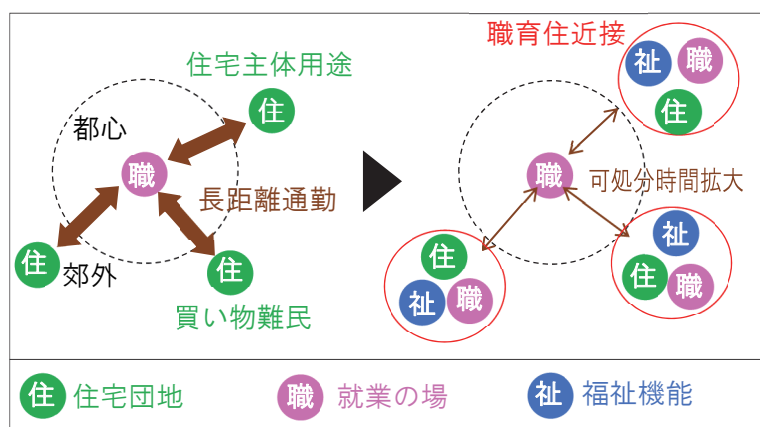 住宅主体用途
住
都心
職
長距離通勤
住
郊外
住
買い物難民
職育住近接
祉
職
住
職
可処分時間拡大
住
祉
職
祉
住
職
住
住宅団地
職
就業の場
祉
福祉機能